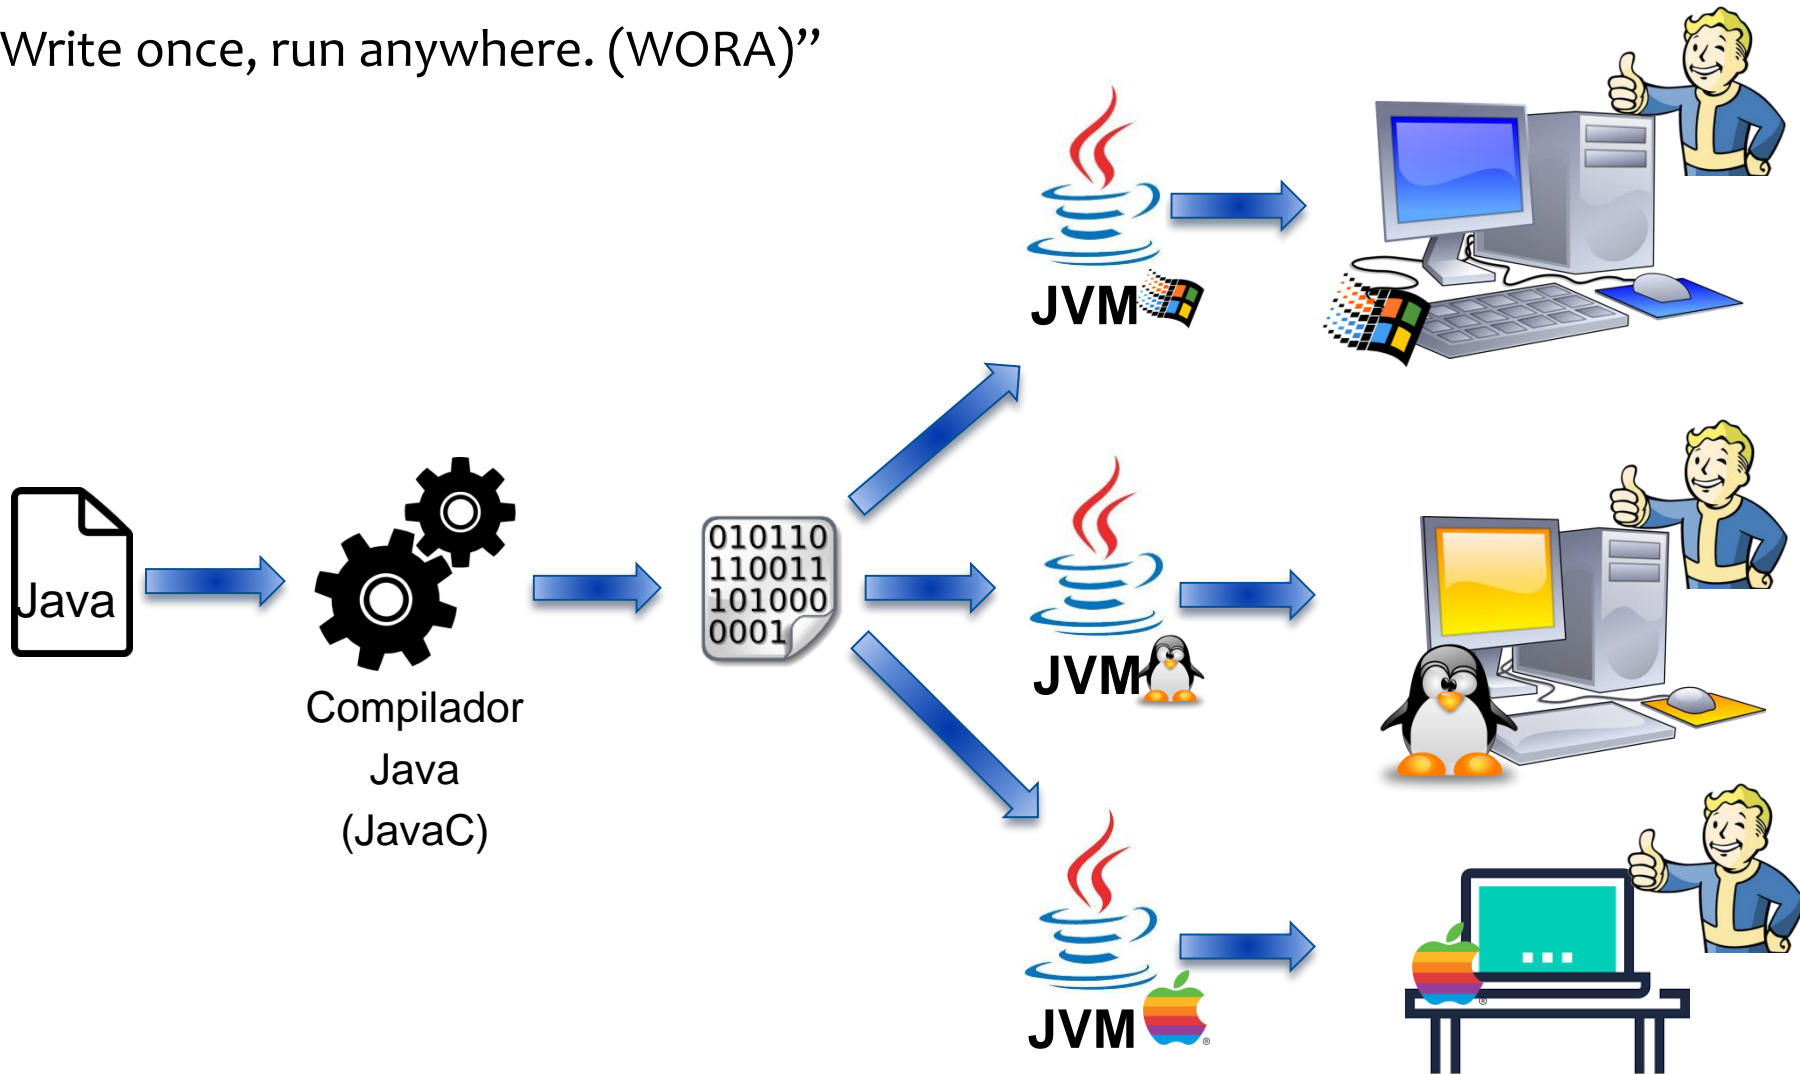 Write once, run anywhere. (WORA)”
JVM
Java
010110
110011
101000
0001
JVM
Compilador
Java
(JavaC)
JVM
®
®